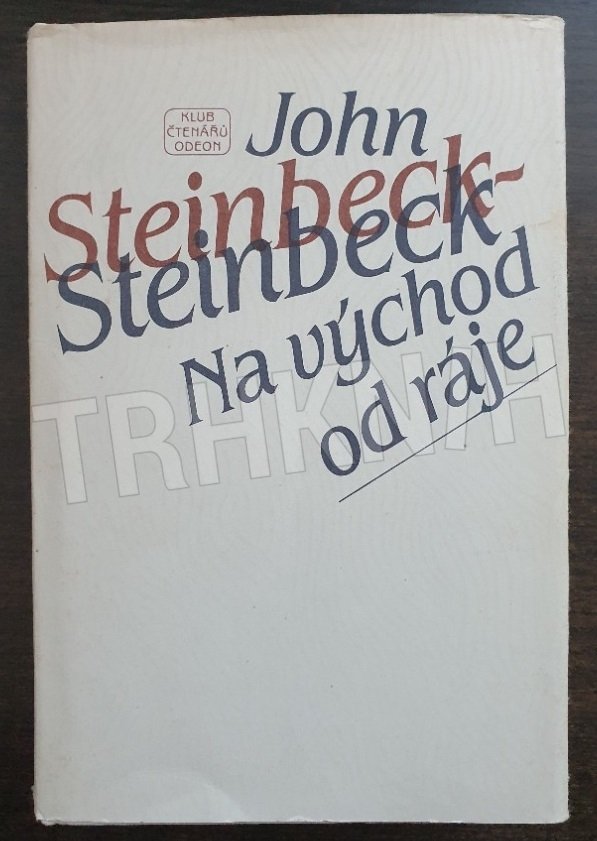 KLUB
ČTENÁŘŮ
ODEON
John
Steinbeck-
Steinbeck
Na východ
od ráje
TRHKNIH